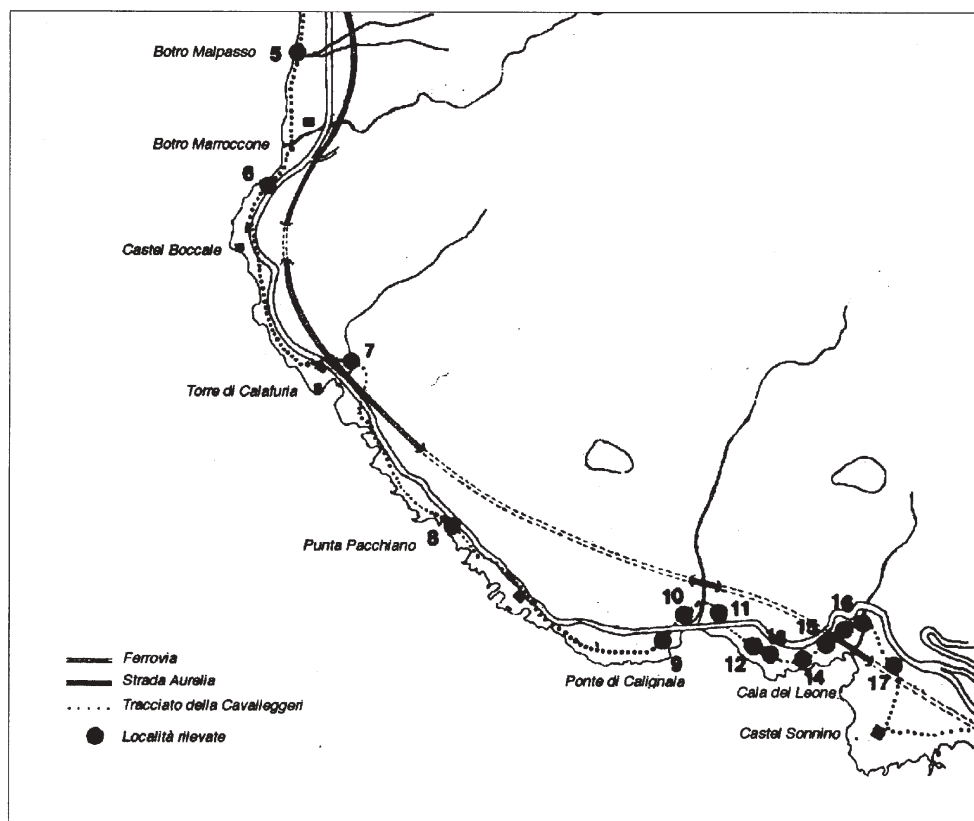 Botro Malpasso
5
Botro Marroccone
6
Castel Boccale
7
Torre di Calafuria
8
Punta Pacchiano
10
11
16
15
12
14
9
17
Ponte di Calignaia
Cala del Leone
Castel Sonnino
Ferrovia
Strada Aurelia
Tracciato della Cavalleggeri
Località rilevate